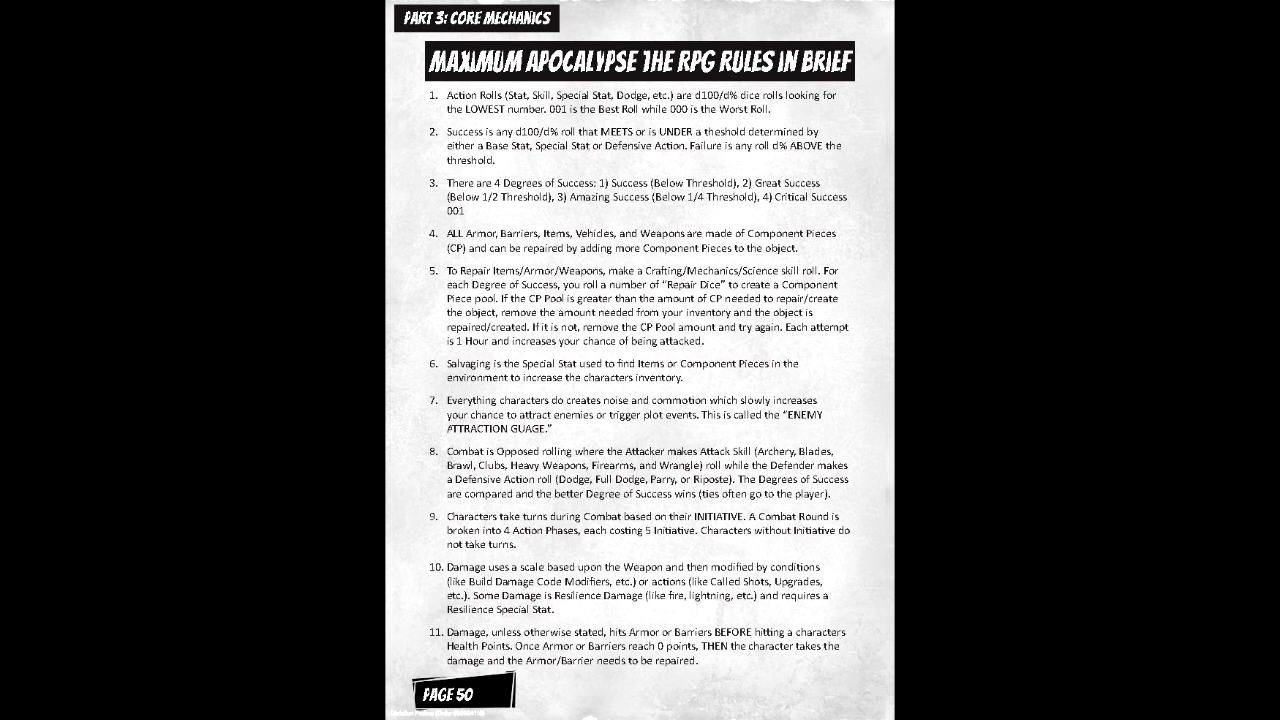 PART 3: CORE MECHANICS
MAXIMUM APOCALYPSE THE RPG RULES IN BRIEF
1. Action Rolls (Stat, Skill, Special Stat, Dodge, etc.) are d100/d% dice rolls looking for
the LOWEST number. 001 is the Best Roll while 000 is the Worst Roll.
2. Success is any d100/d% roll that MEETS or is UNDER a theshold determined by
either a Base Stat, Special Stat or Defensive Action. Failure is any roll d% ABOVE the
threshold.
3. There are 4 Degrees of Success: 1) Success (Below Threshold), 2) Great Success
(Below 1/2 Threshold), 3) Amazing Success (Below 1/4 Threshold), 4) Critical Success
001
4. ALL Armor, Barriers, Items, Vehicles, and Weapons are made of Component Pieces
(CP) and can be repaired by adding more Component Pieces to the object.
5. To Repair Items/Armor/Weapons, make a Crafting/Mechanics/Science skill roll. For
each Degree of Success, you roll a number of “Repair Dice” to create a Component
Piece pool. If the CP Pool is greater than the amount of CP needed to repair/create
the object, remove the amount needed from your inventory and the object is
repaired/created. If it is not, remove the CP Pool amount and try again. Each attempt
is 1 Hour and increases your chance of being attacked.
6. Salvaging is the Special Stat used to find Items or Component Pieces in the
environment to increase the characters inventory.
7. Everything characters do creates noise and commotion which slowly increases
your chance to attract enemies or trigger plot events. This is called the “ENEMY
ATTRACTION GUAGE.”
8. Combat is Opposed rolling where the Attacker makes Attack Skill (Archery, Blades,
Brawl, Clubs, Heavy Weapons, Firearms, and Wrangle) roll while the Defender makes
a Defensive Action roll (Dodge, Full Dodge, Parry, or Riposte). The Degrees of Success
are compared and the better Degree of Success wins (ties often go to the player).
9. Characters take turns during Combat based on their INITIATIVE. A Combat Round is
broken into 4 Action Phases, each costing 5 Initiative. Characters without Initiative do
not take turns.
10. Damage uses a scale based upon the Weapon and then modified by conditions
(like Build Damage Code Modifiers, etc.) or actions (like Called Shots, Upgrades,
etc.). Some Damage is Resilience Damage (like fire, lightning, etc.) and requires a
Resilience Special Stat.
11. Damage, unless otherwise stated, hits Armor or Barriers BEFORE hitting a characters
Health Points. Once Armor or Barriers reach 0 points, THEN the character takes the
damage and the Armor/Barrier needs to be repaired.
PAGE 50